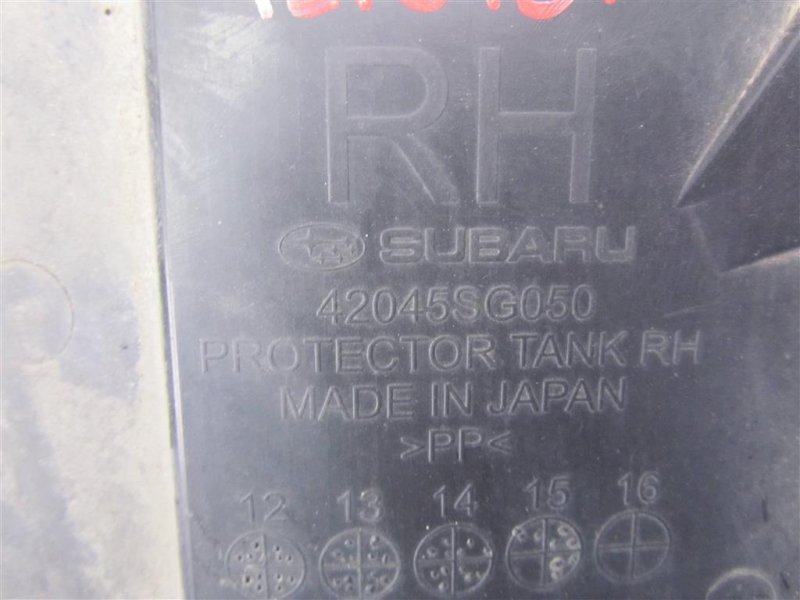 RH
SUBARU
42045SG050
PROTECTOR TANK RH
MADE IN JAPAN
>PP<
12 13 14 15 16